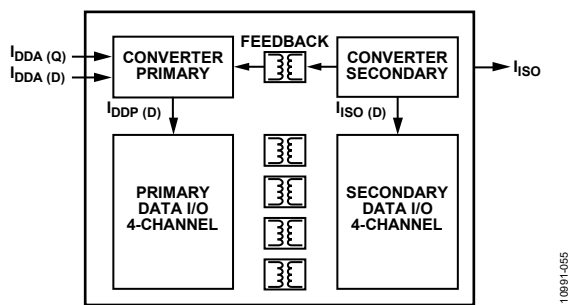 FEEDBACK
IDDA (Q)
IDDA (D)
CONVERTER
PRIMARY
CONVERTER
SECONDARY
IISO
IDDP (D)
IISO (D)
PRIMARY
DATA I/O
4-CHANNEL
SECONDARY
DATA I/O
4-CHANNEL
10991-055